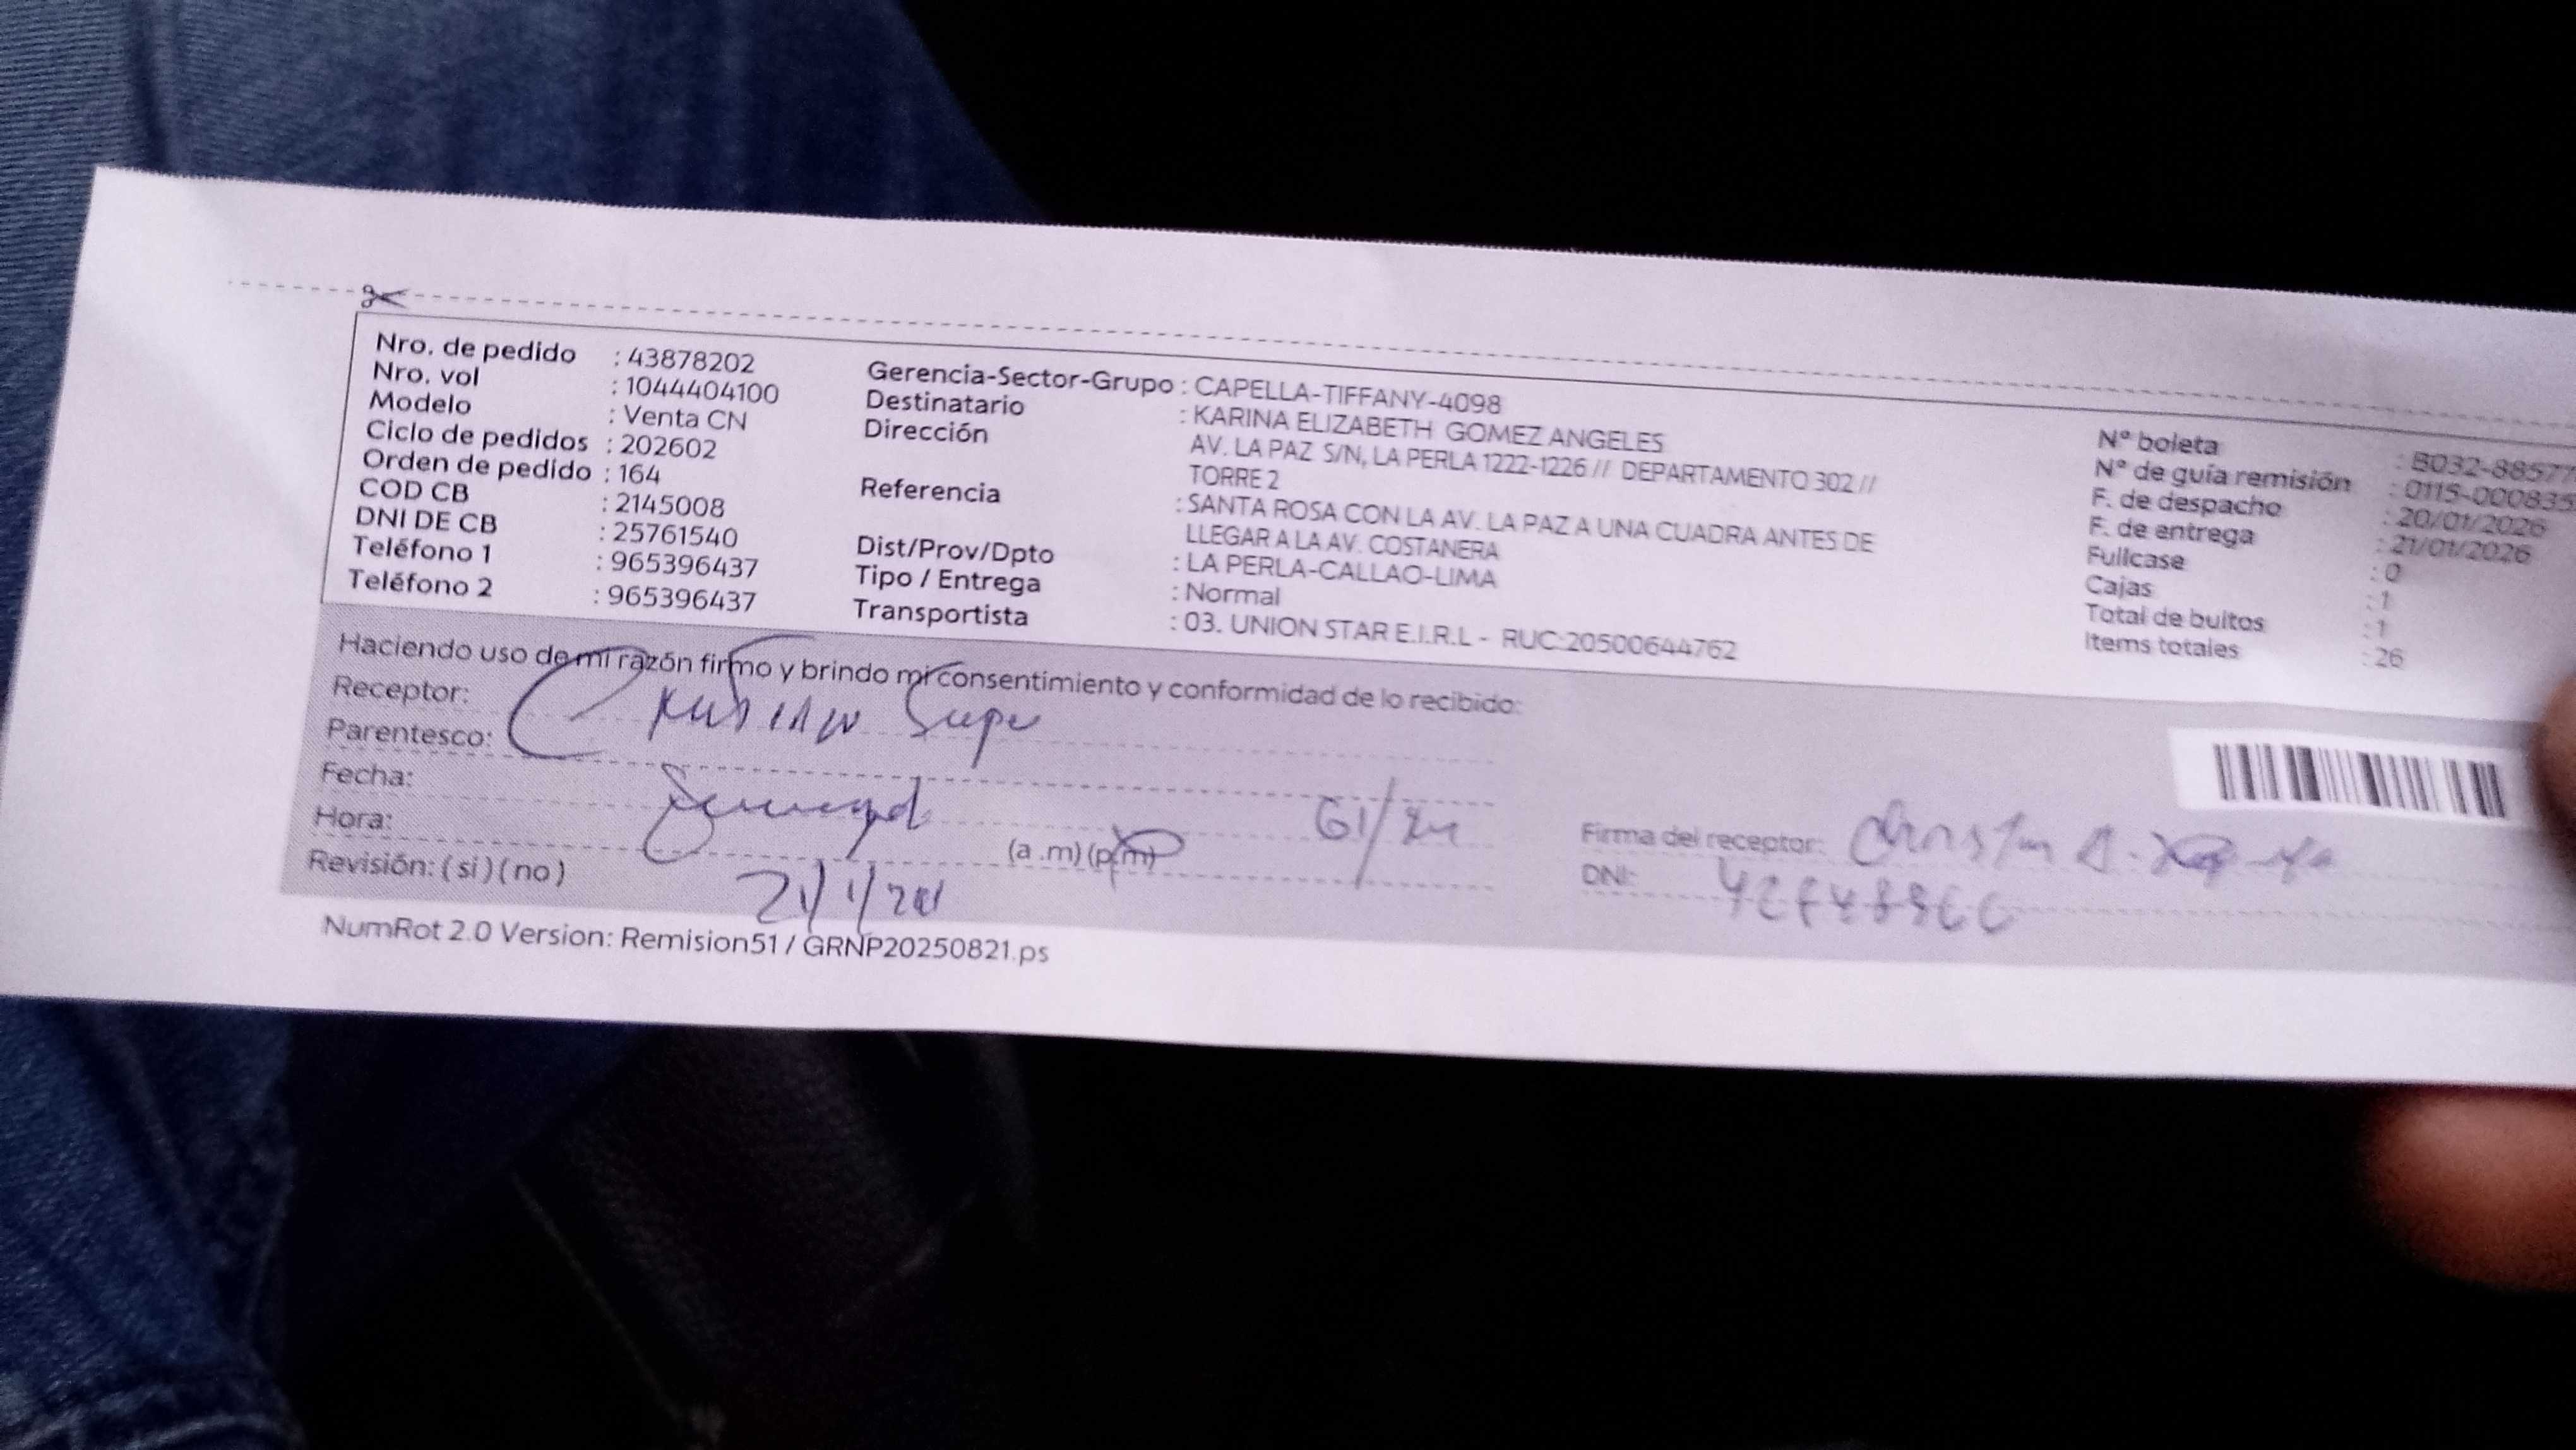 Nro. de pedido : 43878202
Nro. vol : 1044404100
Modelo : Venta CN
Ciclo de pedidos : 202602
Orden de pedido : 164
COD CB : 2145008
DNI DE CB : 25761540
Teléfono 1 : 965396437
Teléfono 2 : 965396437
Gerencia-Sector-Grupo : CAPELLA-TIFFANY-4098
Destinatario : KARINA ELIZABETH GOMEZ ANGELES
Dirección AV. LA PAZ S/N, LA PERLA 1222-1226 // DEPARTAMENTO 302 //
TORRE 2
Referencia : SANTA ROSA CON LA AV. LA PAZ A UNA CUADRA ANTES DE
LLEGAR A LA AV. COSTANERA
Dist/Prov/Dpto : LA PERLA-CALLAO-LIMA
Tipo / Entrega : Normal
Transportista : 03. UNION STAR E.I.R.L - RUC:20500644762
N° boleta : B032-88577
N° de guía remisión : 0115-000835
F. de despacho : 20/01/2026
F. de entrega : 21/01/2026
Fullcase : 0
Cajas : 1
Total de bultos : 1
Items totales : 26
Haciendo uso de mi razón firmo y brindo mi consentimiento y conformidad de lo recibido:
Receptor:
Parentesco:
Fecha:
Hora: (a .m) (p.m)
Revisión: ( si ) ( no ) 21/1/
Firma del receptor:
DNI:
NumRot 2.0 Version: Remision51 / GRNP20250821.ps